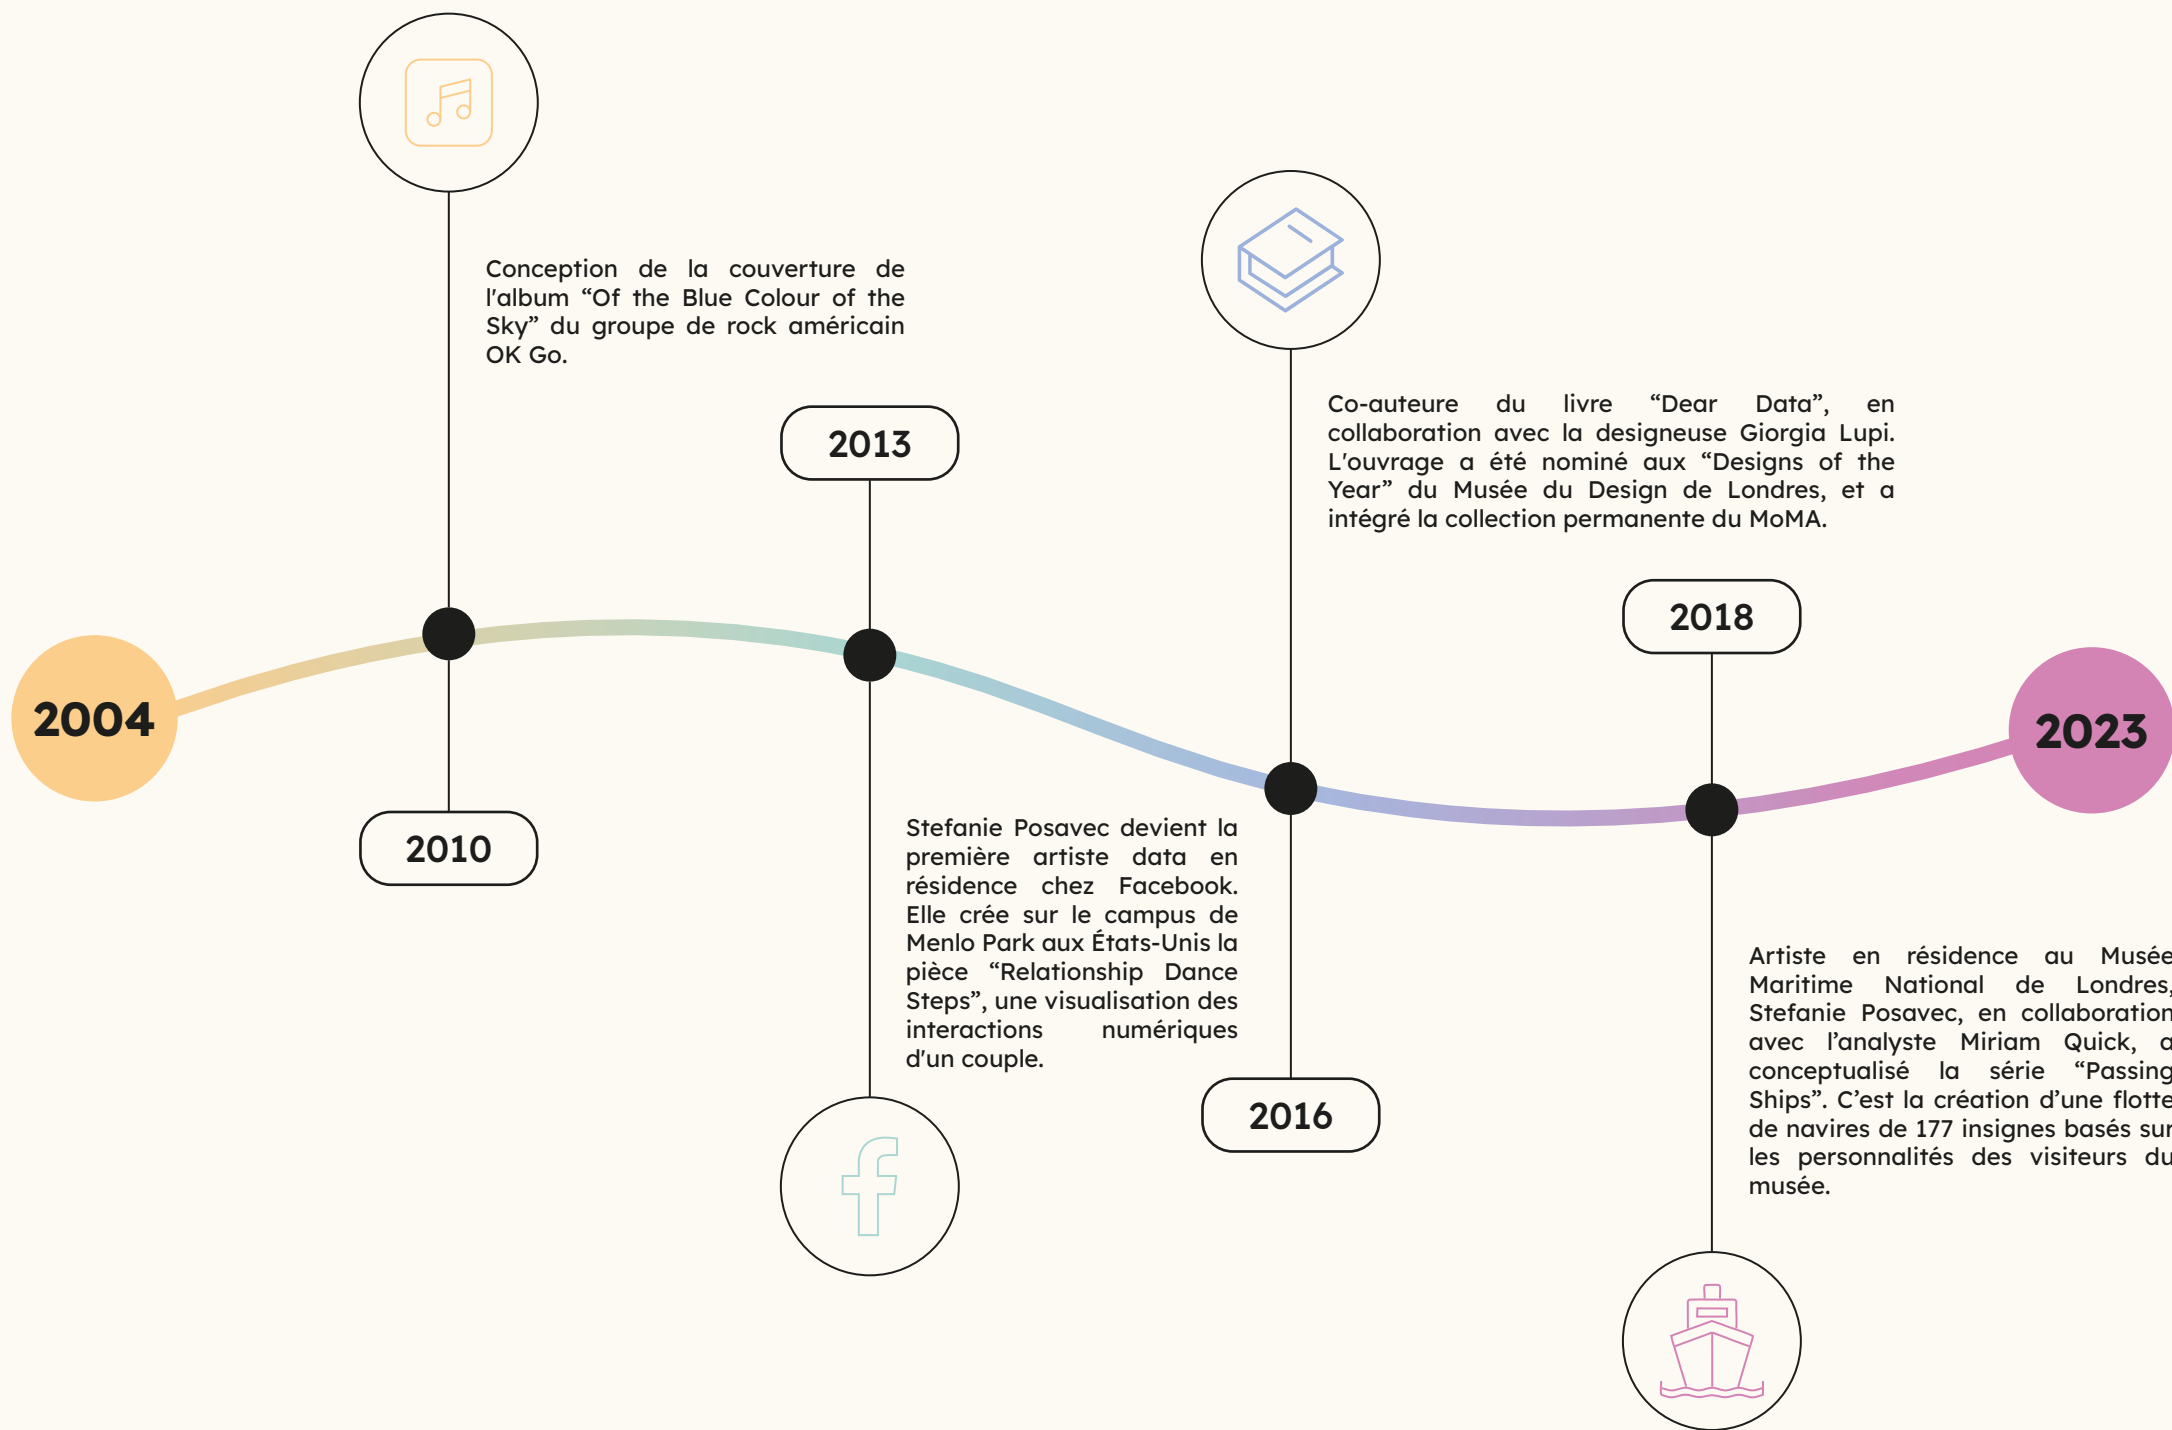 Conception de la couverture de
l'album “Of the Blue Colour of the
Sky” du groupe de rock américain
OK Go.
2013
Co-auteure du livre “Dear Data”, en
collaboration avec la designeuse Giorgia Lupi.
L'ouvrage a été nominé aux “Designs of the
Year” du Musée du Design de Londres, et a
intégré la collection permanente du MoMA.
2018
2004
2023
2010
Stefanie Posavec devient la
première artiste data en
résidence chez Facebook.
Elle crée sur le campus de
Menlo Park aux États-Unis la
pièce “Relationship Dance
Steps”, une visualisation des
interactions numériques
d'un couple.
2016
Artiste en résidence au Musée
Maritime National de Londres,
Stefanie Posavec, en collaboration
avec l’analyste Miriam Quick, a
conceptualisé la série “Passing
Ships”. C’est la création d’une flotte
de navires de 177 insignes basés sur
les personnalités des visiteurs du
musée.